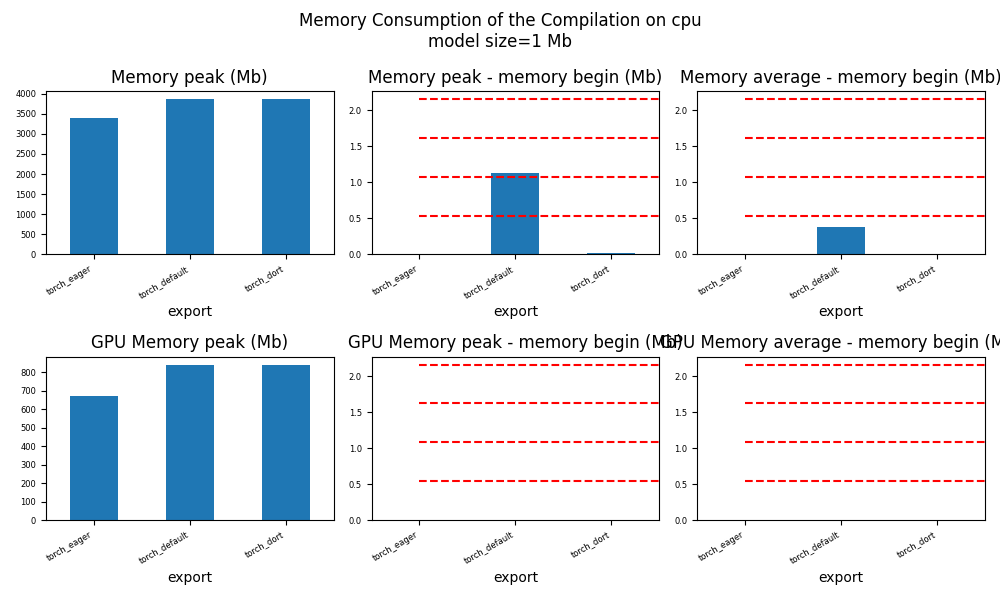 Memory Consumption of the Compilation on cpu
model size=1 Mb
Memory peak (Mb)
4000
3500
3000
2500
2000
1500
1000
500
0
torch_eager
torch_default
torch_dort
export
Memory peak - memory begin (Mb)
2.0
1.5
1.0
0.5
0.0
torch_eager
torch_default
torch_dort
export
Memory average - memory begin (Mb)
2.0
1.5
1.0
0.5
0.0
torch_eager
torch_default
torch_dort
export
GPU Memory peak (Mb)
800
700
600
500
400
300
200
100
0
torch_eager
torch_default
torch_dort
export
GPU Memory peak - memory begin (Mb)
2.0
1.5
1.0
0.5
0.0
torch_eager
torch_default
torch_dort
export
GPU Memory average - memory begin (M
2.0
1.5
1.0
0.5
0.0
torch_eager
torch_default
torch_dort
export